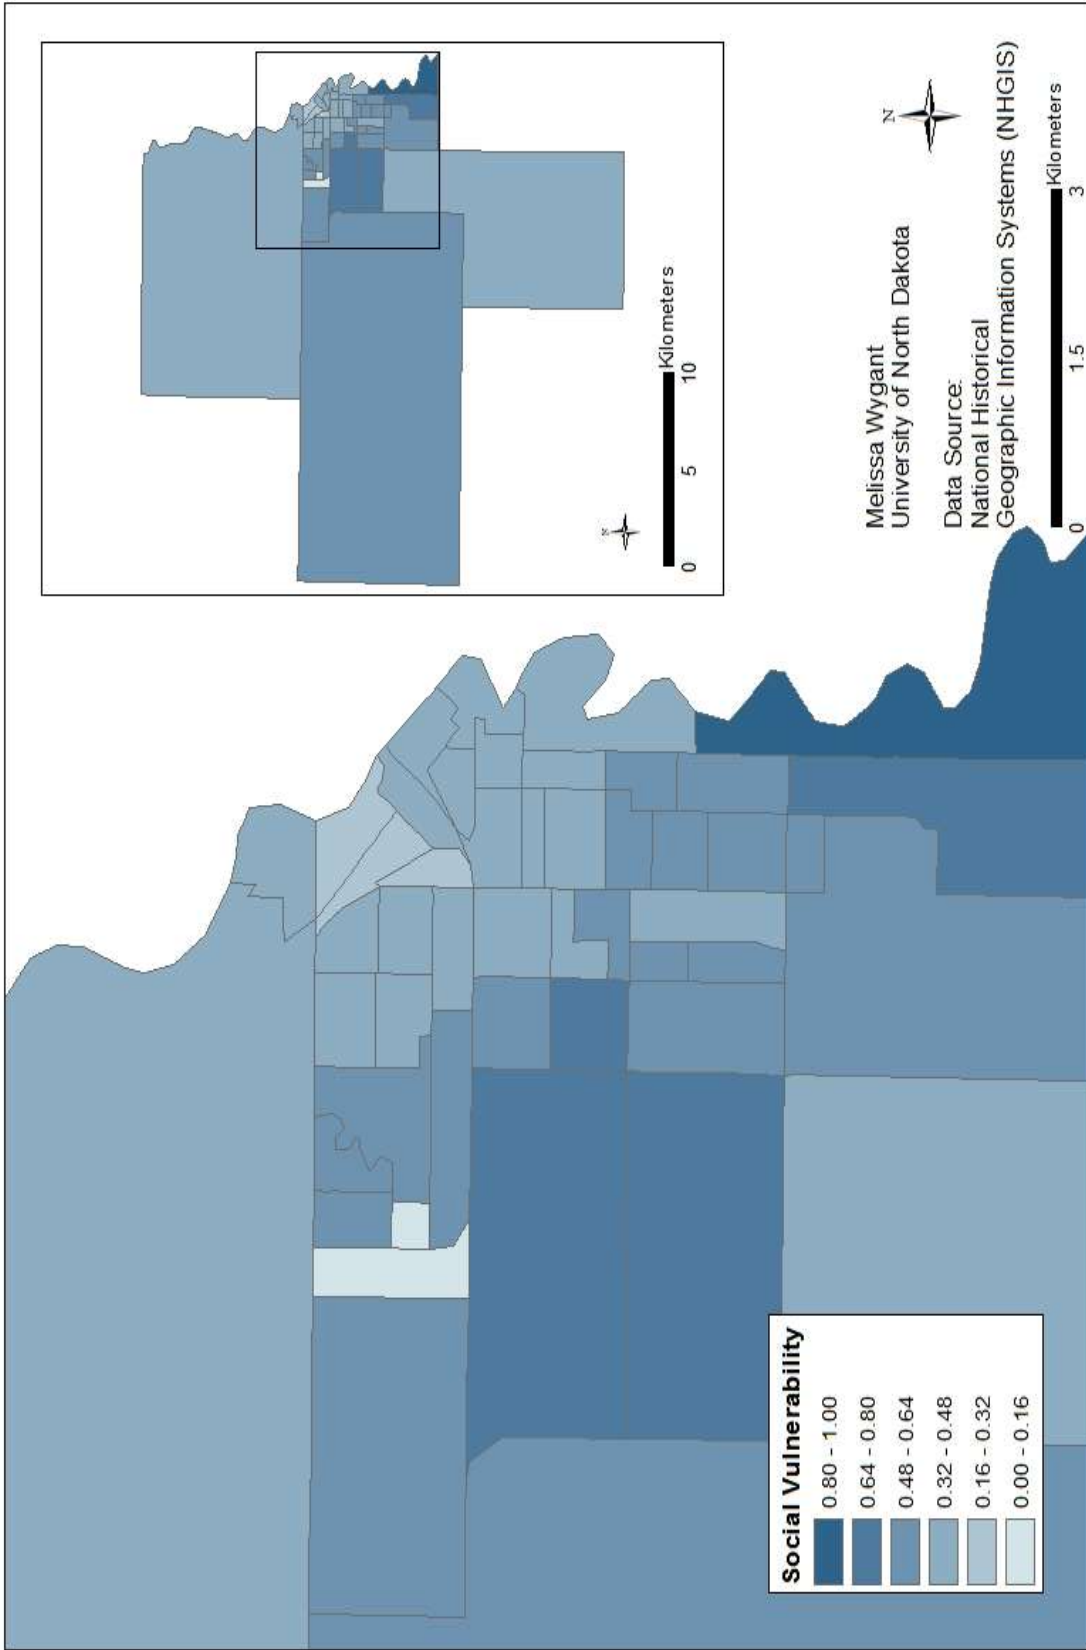 N
0
5
10
Kilometers
N
Melissa Wygant
University of North Dakota
Data Source:
National Historical
Geographic Information Systems (NHGIS)
Kilometers
0
1.5
3
Social Vulnerability
0.80 - 1.00
0.64 - 0.80
0.48 - 0.64
0.32 - 0.48
0.16 - 0.32
0.00 - 0.16